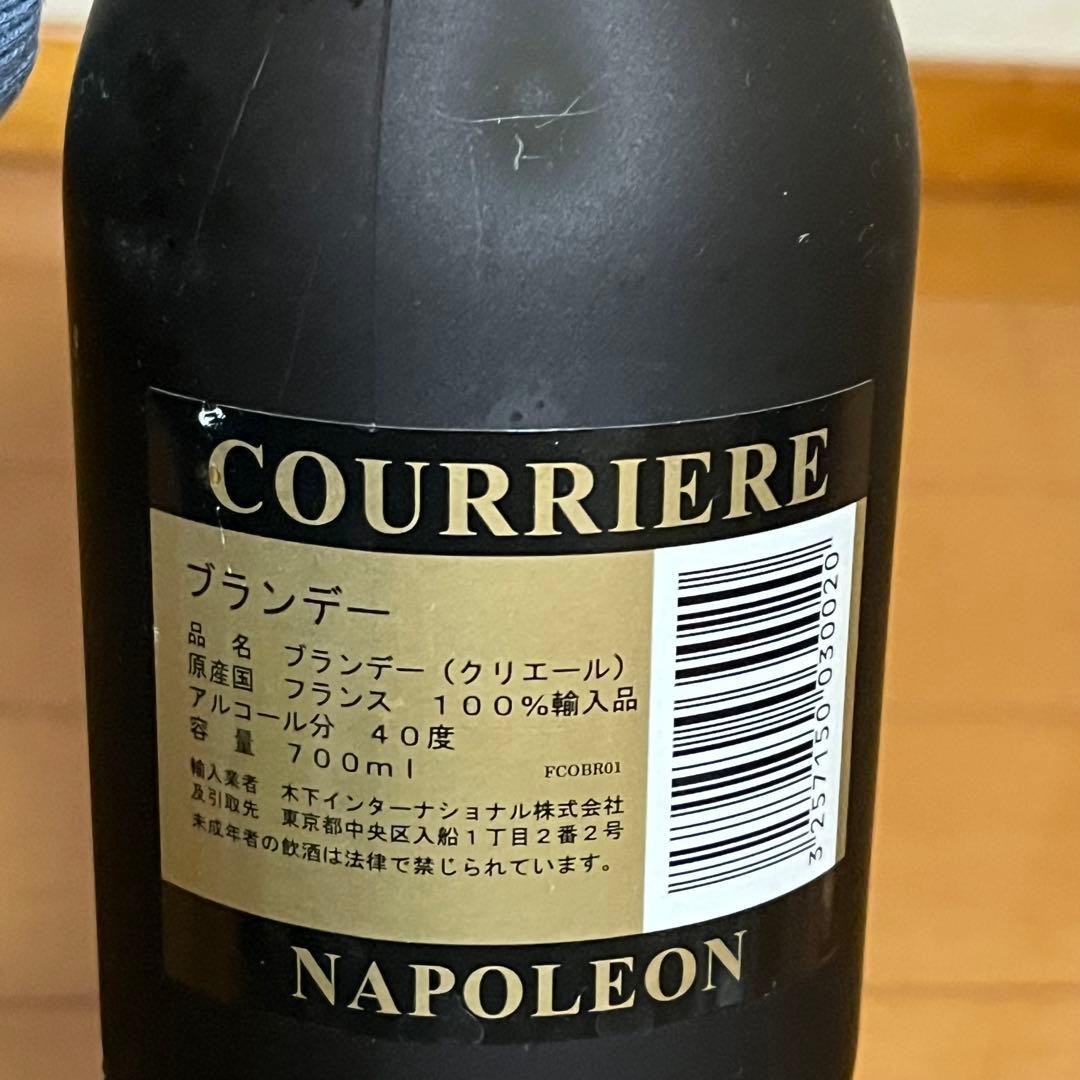 COURRIERE
ブランデー
品 名 ブランデー（クリエール）
原産国 フランス 100%輸入品
アルコール分 40度
容 量 700ml
FCOBR01
輸入業者 木下インターナショナル株式会社
及引取先 東京都中央区入船1丁目2番2号
未成年者の飲酒は法律で禁じられています。
3 257150 030020
NAPOLEON